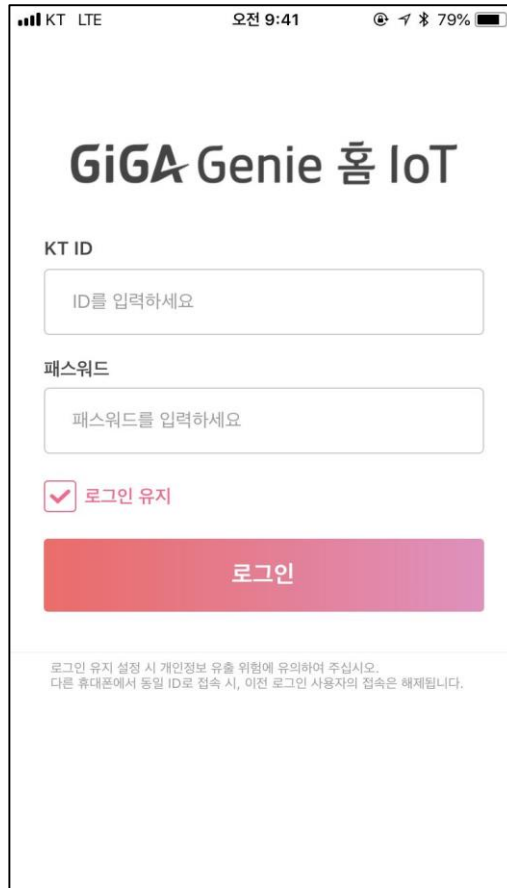 KT LTE 오전 9:41 79%
GiGA Genie 홈 IoT
KT ID
ID를 입력하세요
패스워드
패스워드를 입력하세요
로그인 유지
로그인
로그인 유지 설정 시 개인정보 유출 위험에 유의하여 주십시오.
다른 휴대폰에서 동일 ID로 접속 시, 이전 로그인 사용자의 접속은 해제됩니다.